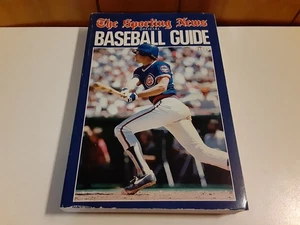 The Sporting News
BASEBALL GUIDE